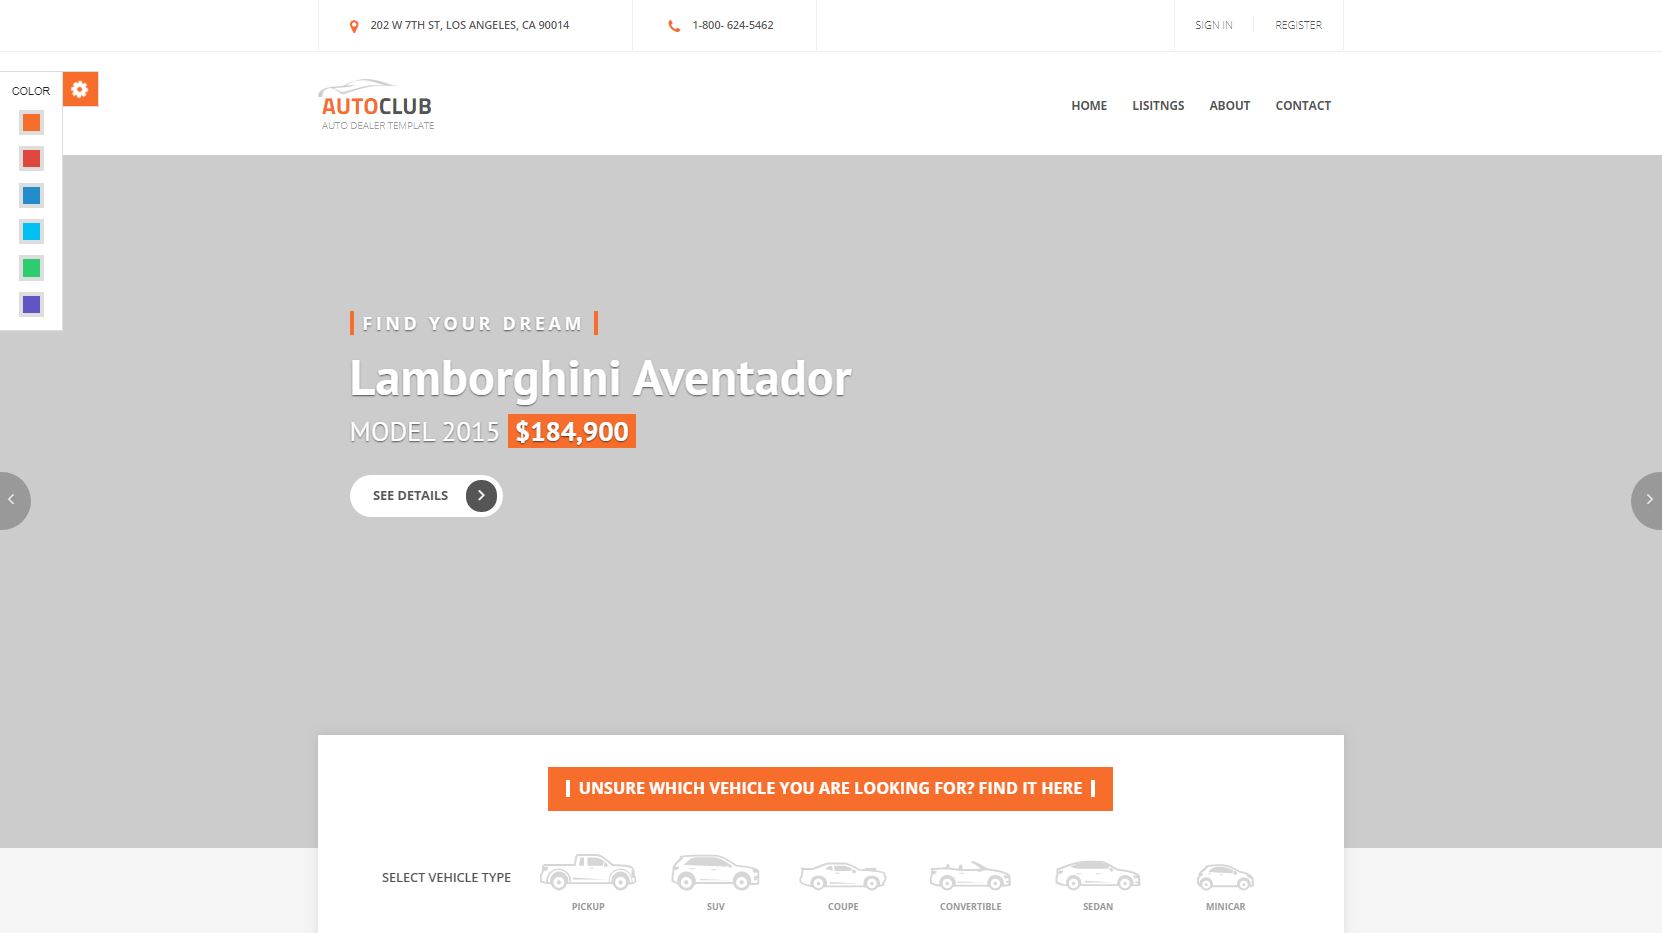 202 W 7TH ST, LOS ANGELES, CA 90014
1-800- 624-5462
SIGN IN
REGISTER
COLOR
AUTOCLUB
AUTO DEALER TEMPLATE
HOME
LISITNGS
ABOUT
CONTACT
FIND YOUR DREAM
Lamborghini Aventador
MODEL 2015 $184,900
SEE DETAILS
UNSURE WHICH VEHICLE YOU ARE LOOKING FOR? FIND IT HERE
SELECT VEHICLE TYPE
PICKUP
SUV
COUPE
CONVERTIBLE
SEDAN
MINICAR